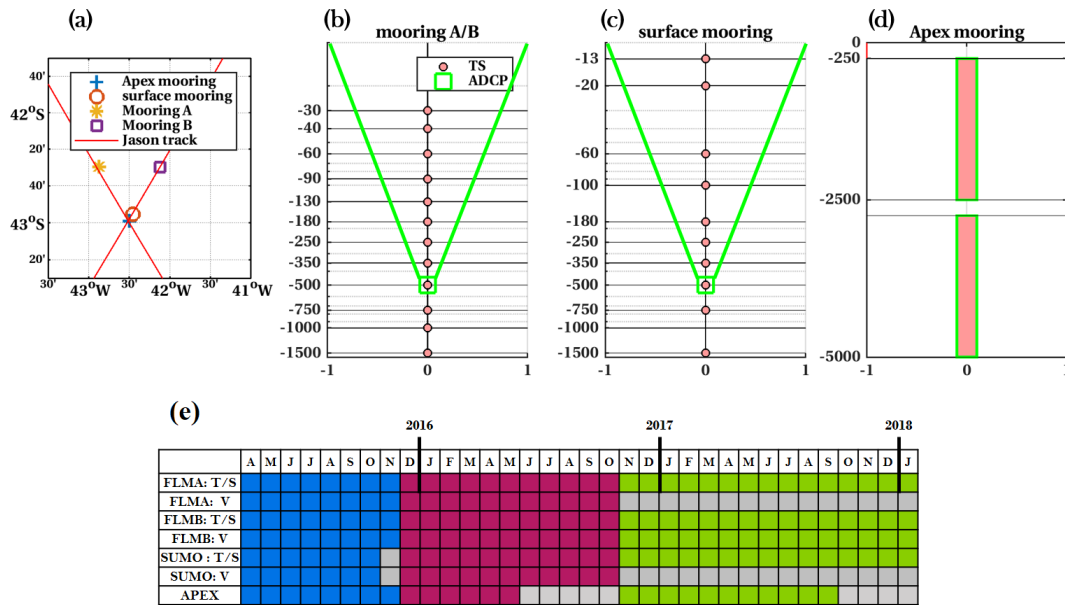 (a)
40'
42°S
20'
40'
43°S
20'
30' 43°W 30' 42°W 30' 41°W
Apex mooring
surface mooring
Mooring A
Mooring B
Jason track
(b)
mooring A/B
TS
ADCP
-30
-40
-60
-90
-130
-180
-250
-350
-500
-750
-1000
-1500
-1 0 1
(c)
surface mooring
-13
-20
-60
-100
-180
-250
-350
-500
-750
-1000
-1500
-1 0 1
(d)
Apex mooring
0
-250
-2500
-5000
-1 0 1
(e)
2016 2017 2018
A M J J A S O N D J F M A M J J A S O N D J F M A M J J A S O N D J
FLMA: T/S
FLMA: V
FLMB: T/S
FLMB: V
SUMO : T/S
SUMO: V
APEX